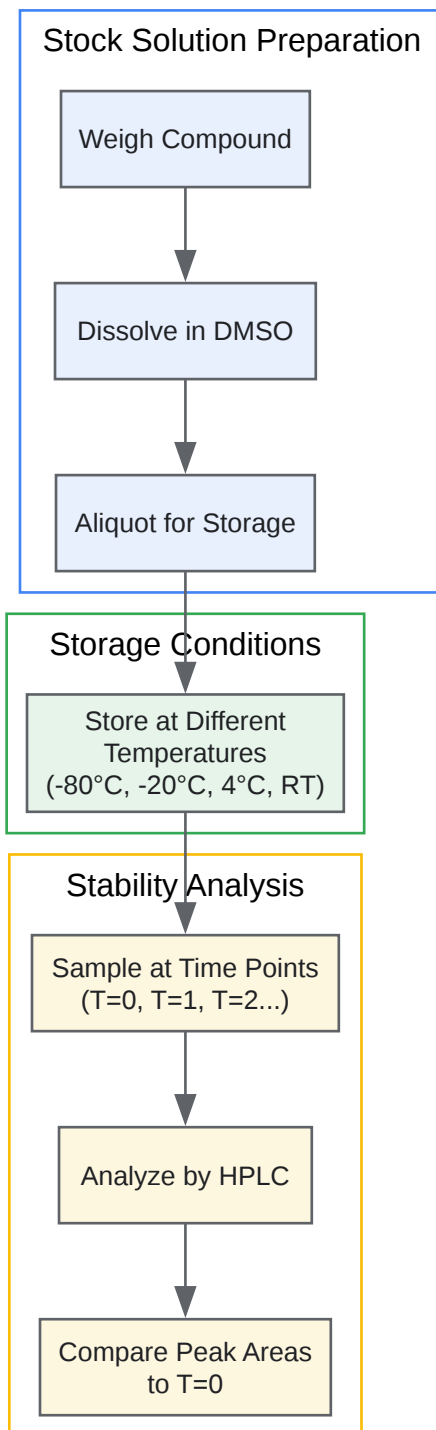 Stock Solution Preparation
Weigh Compound
Dissolve in DMSO
Aliquot for Storage
Storage Conditions
Store at Different
Temperatures
(-80°C, -20°C, 4°C, RT)
Stability Analysis
Sample at Time Points
(T=0, T=1, T=2...)
Analyze by HPLC
Compare Peak Areas
to T=0